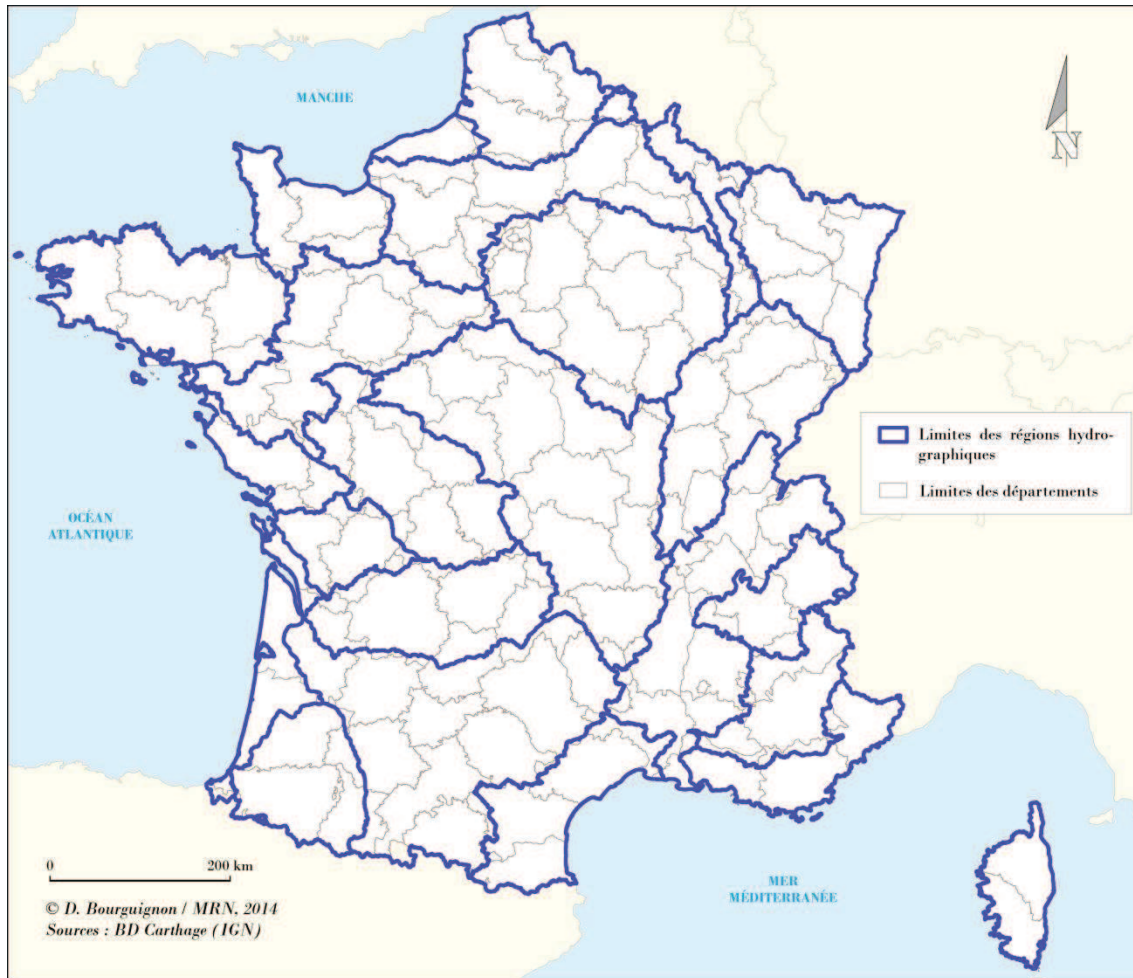 MANCHE
N
Limites des régions hydro-
graphiques
Limites des départements
OCÉAN
ATLANTIQUE
0 200 km
MER
MÉDITERRANÉE
© D. Bourguignon / MRN, 2014
Sources : BD Carthage (IGN)